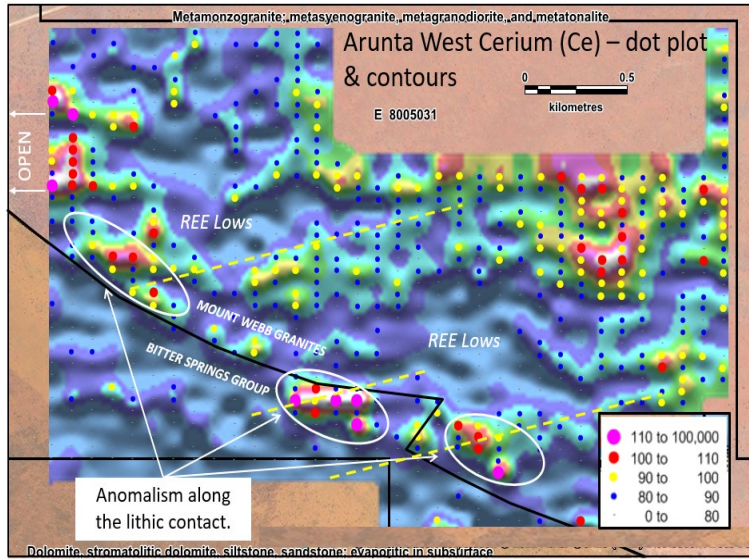 Metamonzogranite; metasyenogranite, metagranodiorite, and metatonalite
Arunta West Cerium (Ce) – dot plot
& contours
0 0.5
kilometres
E 8005031
OPEN
REE Lows
MOUNT WEBB GRANITES
BITTER SPRINGS GROUP
REE Lows
Anomalism along
the lithic contact.
110 to 100,000
100 to 110
90 to 100
80 to 90
0 to 80
Dolomite, stromatolitic dolomite, siltstone, sandstone; evaporitic in subsurface